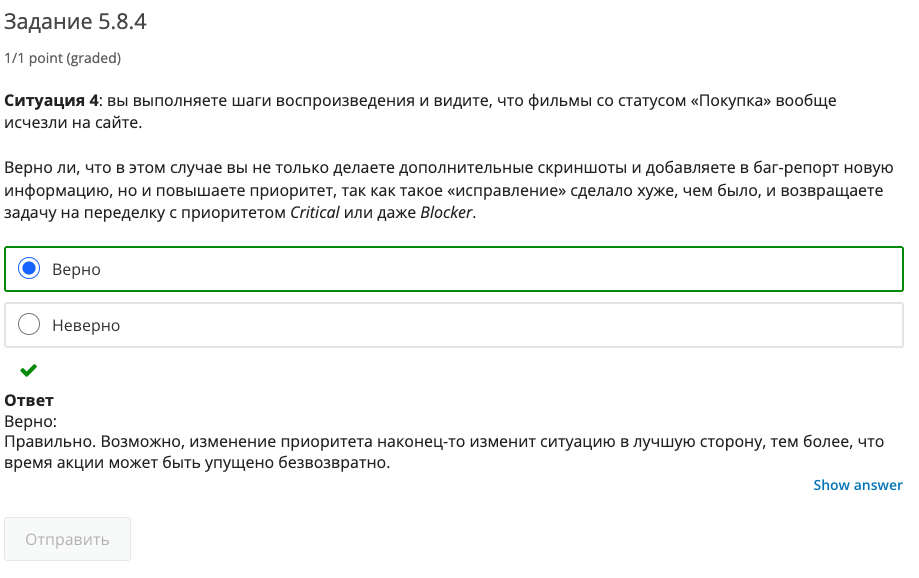 Задание 5.8.4
1/1 point (graded)
Ситуация 4: вы выполняете шаги воспроизведения и видите, что фильмы со статусом «Покупка» вообще
исчезли на сайте.
Верно ли, что в этом случае вы не только делаете дополнительные скриншоты и добавляете в баг-репорт новую
информацию, но и повышаете приоритет, так как такое «исправление» сделало хуже, чем было, и возвращаете
задачу на переделку с приоритетом Critical или даже Blocker.
Верно
Неверно
Ответ
Верно:
Правильно. Возможно, изменение приоритета наконец-то изменит ситуацию в лучшую сторону, тем более, что
время акции может быть упущено безвозвратно.
Show answer
Отправить